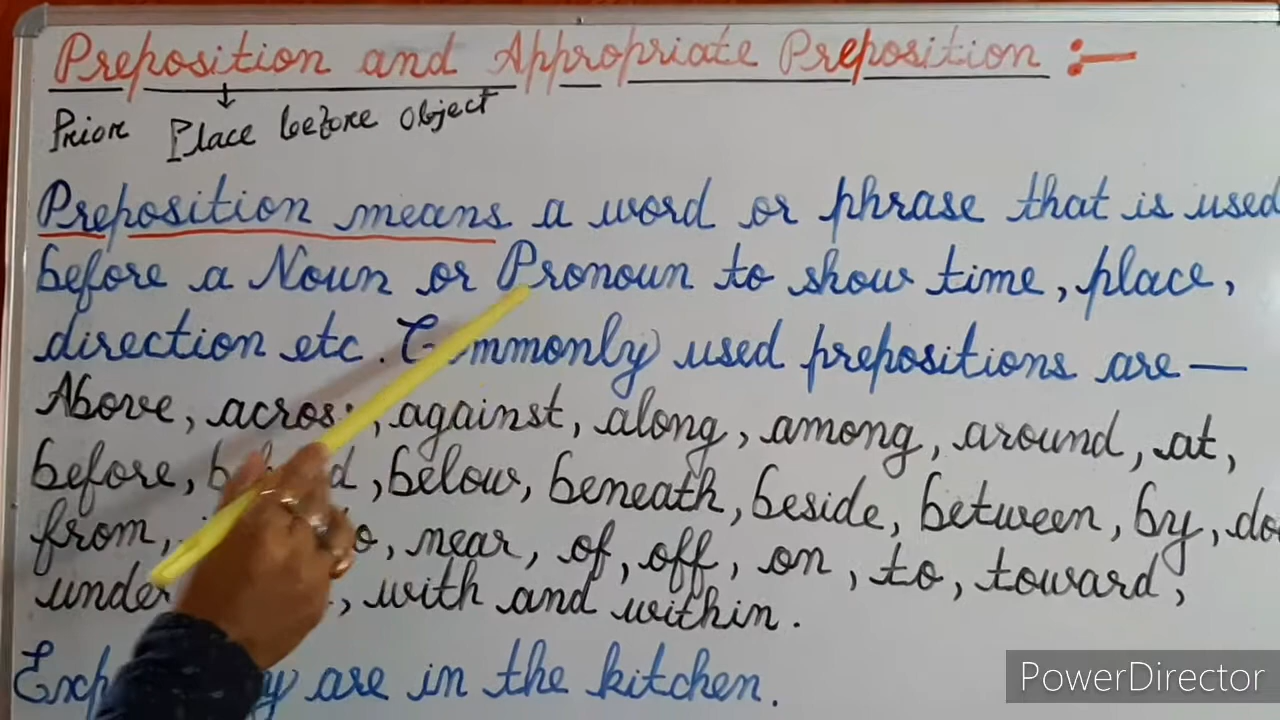 Preposition and Appropriate Preposition :—
Prior Place before object
Preposition means a word or phrase that is used
before a Noun or Pronoun to show time, place,
direction etc. Commonly used prepositions are —
Above, across, against, along, among, around, at,
before, below, beneath, beside, between, by,
from, near, of, off, on, to, toward,
under, with and within.
are in the kitchen.
PowerDirector